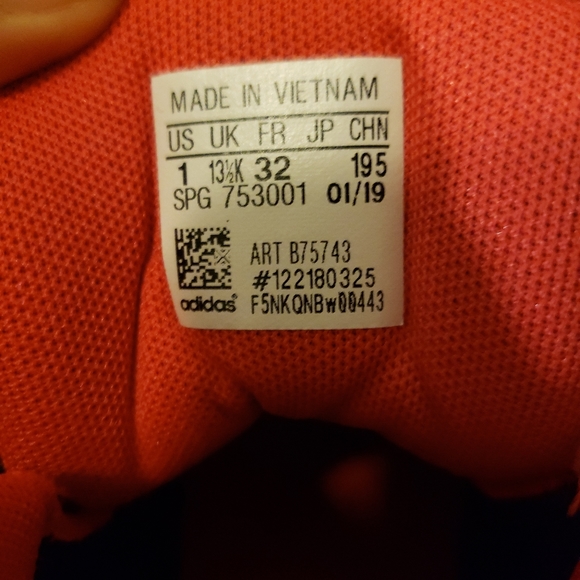 MADE IN VIETNAM
US UK FR JP CHN
1 13½K 32 195
SPG 753001 01/19
ART B75743
#122180325
adidas® F5NKQNBw00443